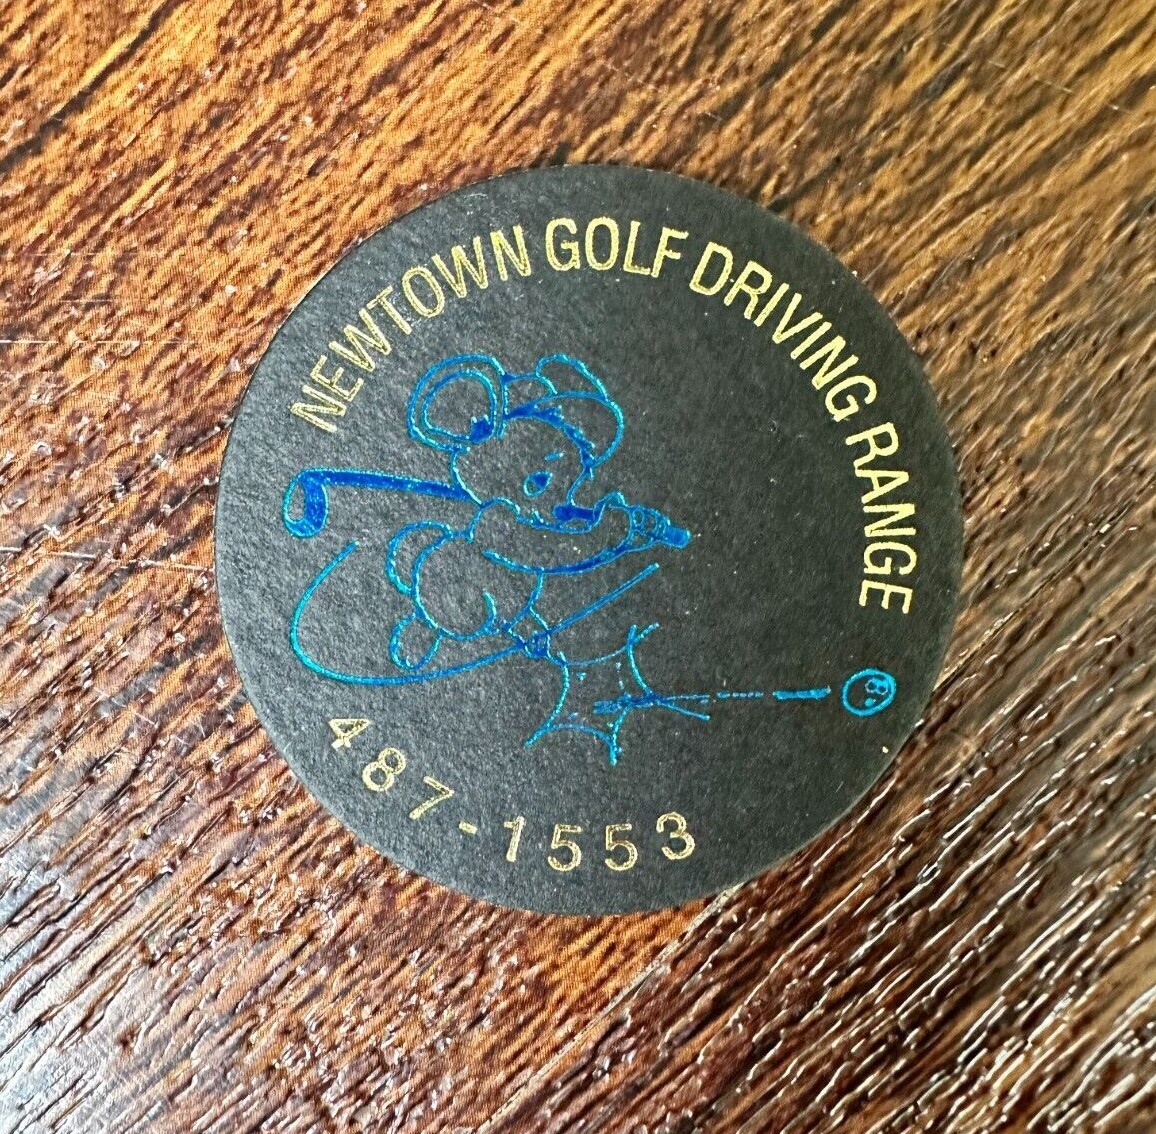 NEWTOWN GOLF DRIVING RANGE
487-1553